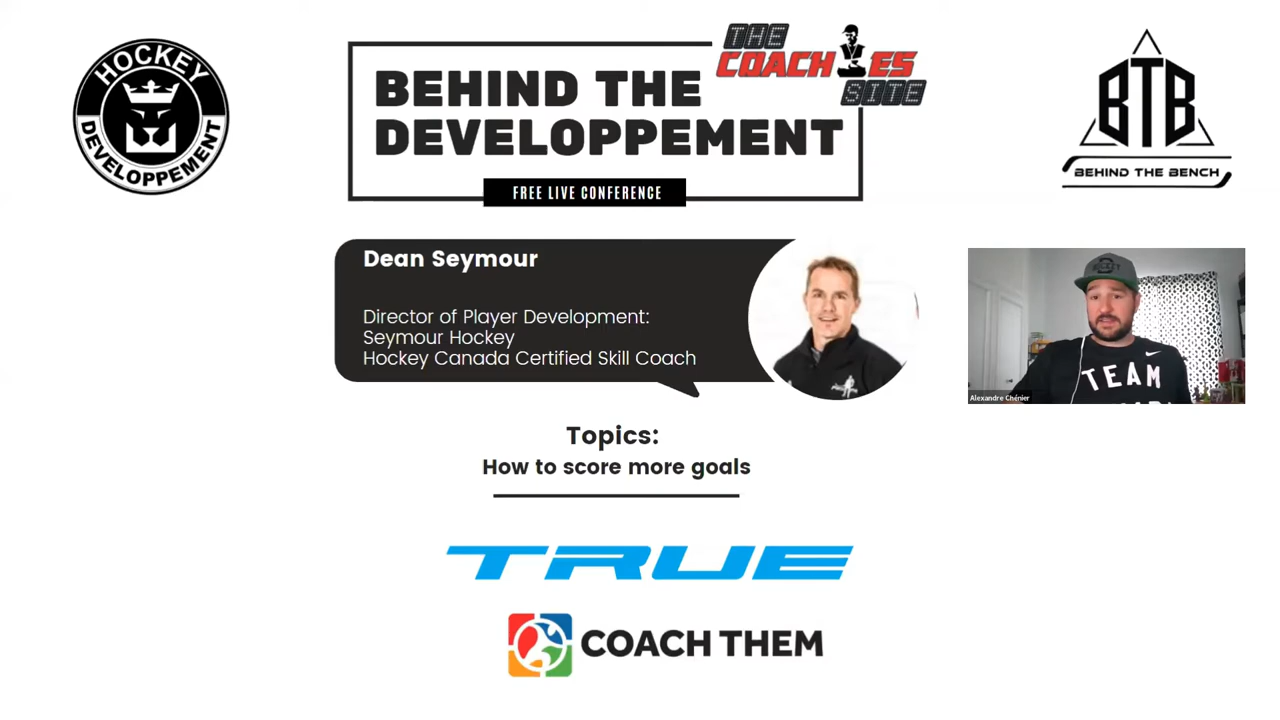 HOCKEY
DEVELOPPEMENT
BEHIND THE
DEVELOPPEMENT
FREE LIVE CONFERENCE
THE
COACHES
SITE
BTB
BEHIND THE BENCH
Dean Seymour
Director of Player Development:
Seymour Hockey
Hockey Canada Certified Skill Coach
TEAM
Alexandre Chénier
Topics:
How to score more goals
TRUE
COACH THEM